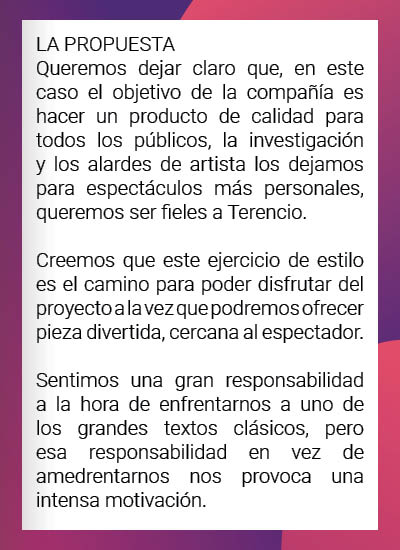 LA PROPUESTA
Queremos dejar claro que, en este
caso el objetivo de la compañía es
hacer un producto de calidad para
todos los públicos, la investigación
y los alardes de artista los dejamos
para espectáculos más personales,
queremos ser fieles a Terencio.
Creemos que este ejercicio de estilo
es el camino para poder disfrutar del
proyecto a la vez que podremos ofrecer
pieza divertida, cercana al espectador.
Sentimos una gran responsabilidad
a la hora de enfrentarnos a uno de
los grandes textos clásicos, pero
esa responsabilidad en vez de
amedrentarnos nos provoca una
intensa motivación.